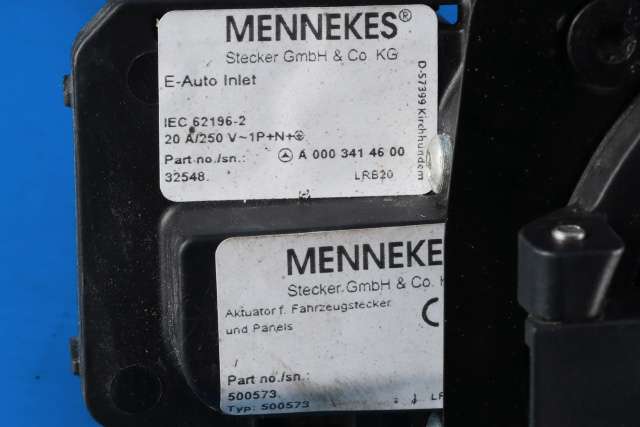 MENNEKES®
Stecker GmbH & Co. KG
E-Auto Inlet
IEC 62196-2
20 A/250 V~1P+N+
Part no./sn.: A 000 341 46 00
32548. LRB20
D-57399 Kirchhundem
MENNEKE
Stecker GmbH & Co.
Aktuator f. Fahrzeugstecker
und Panels
/
Part no./sn.:
500573.
Typ: 500573